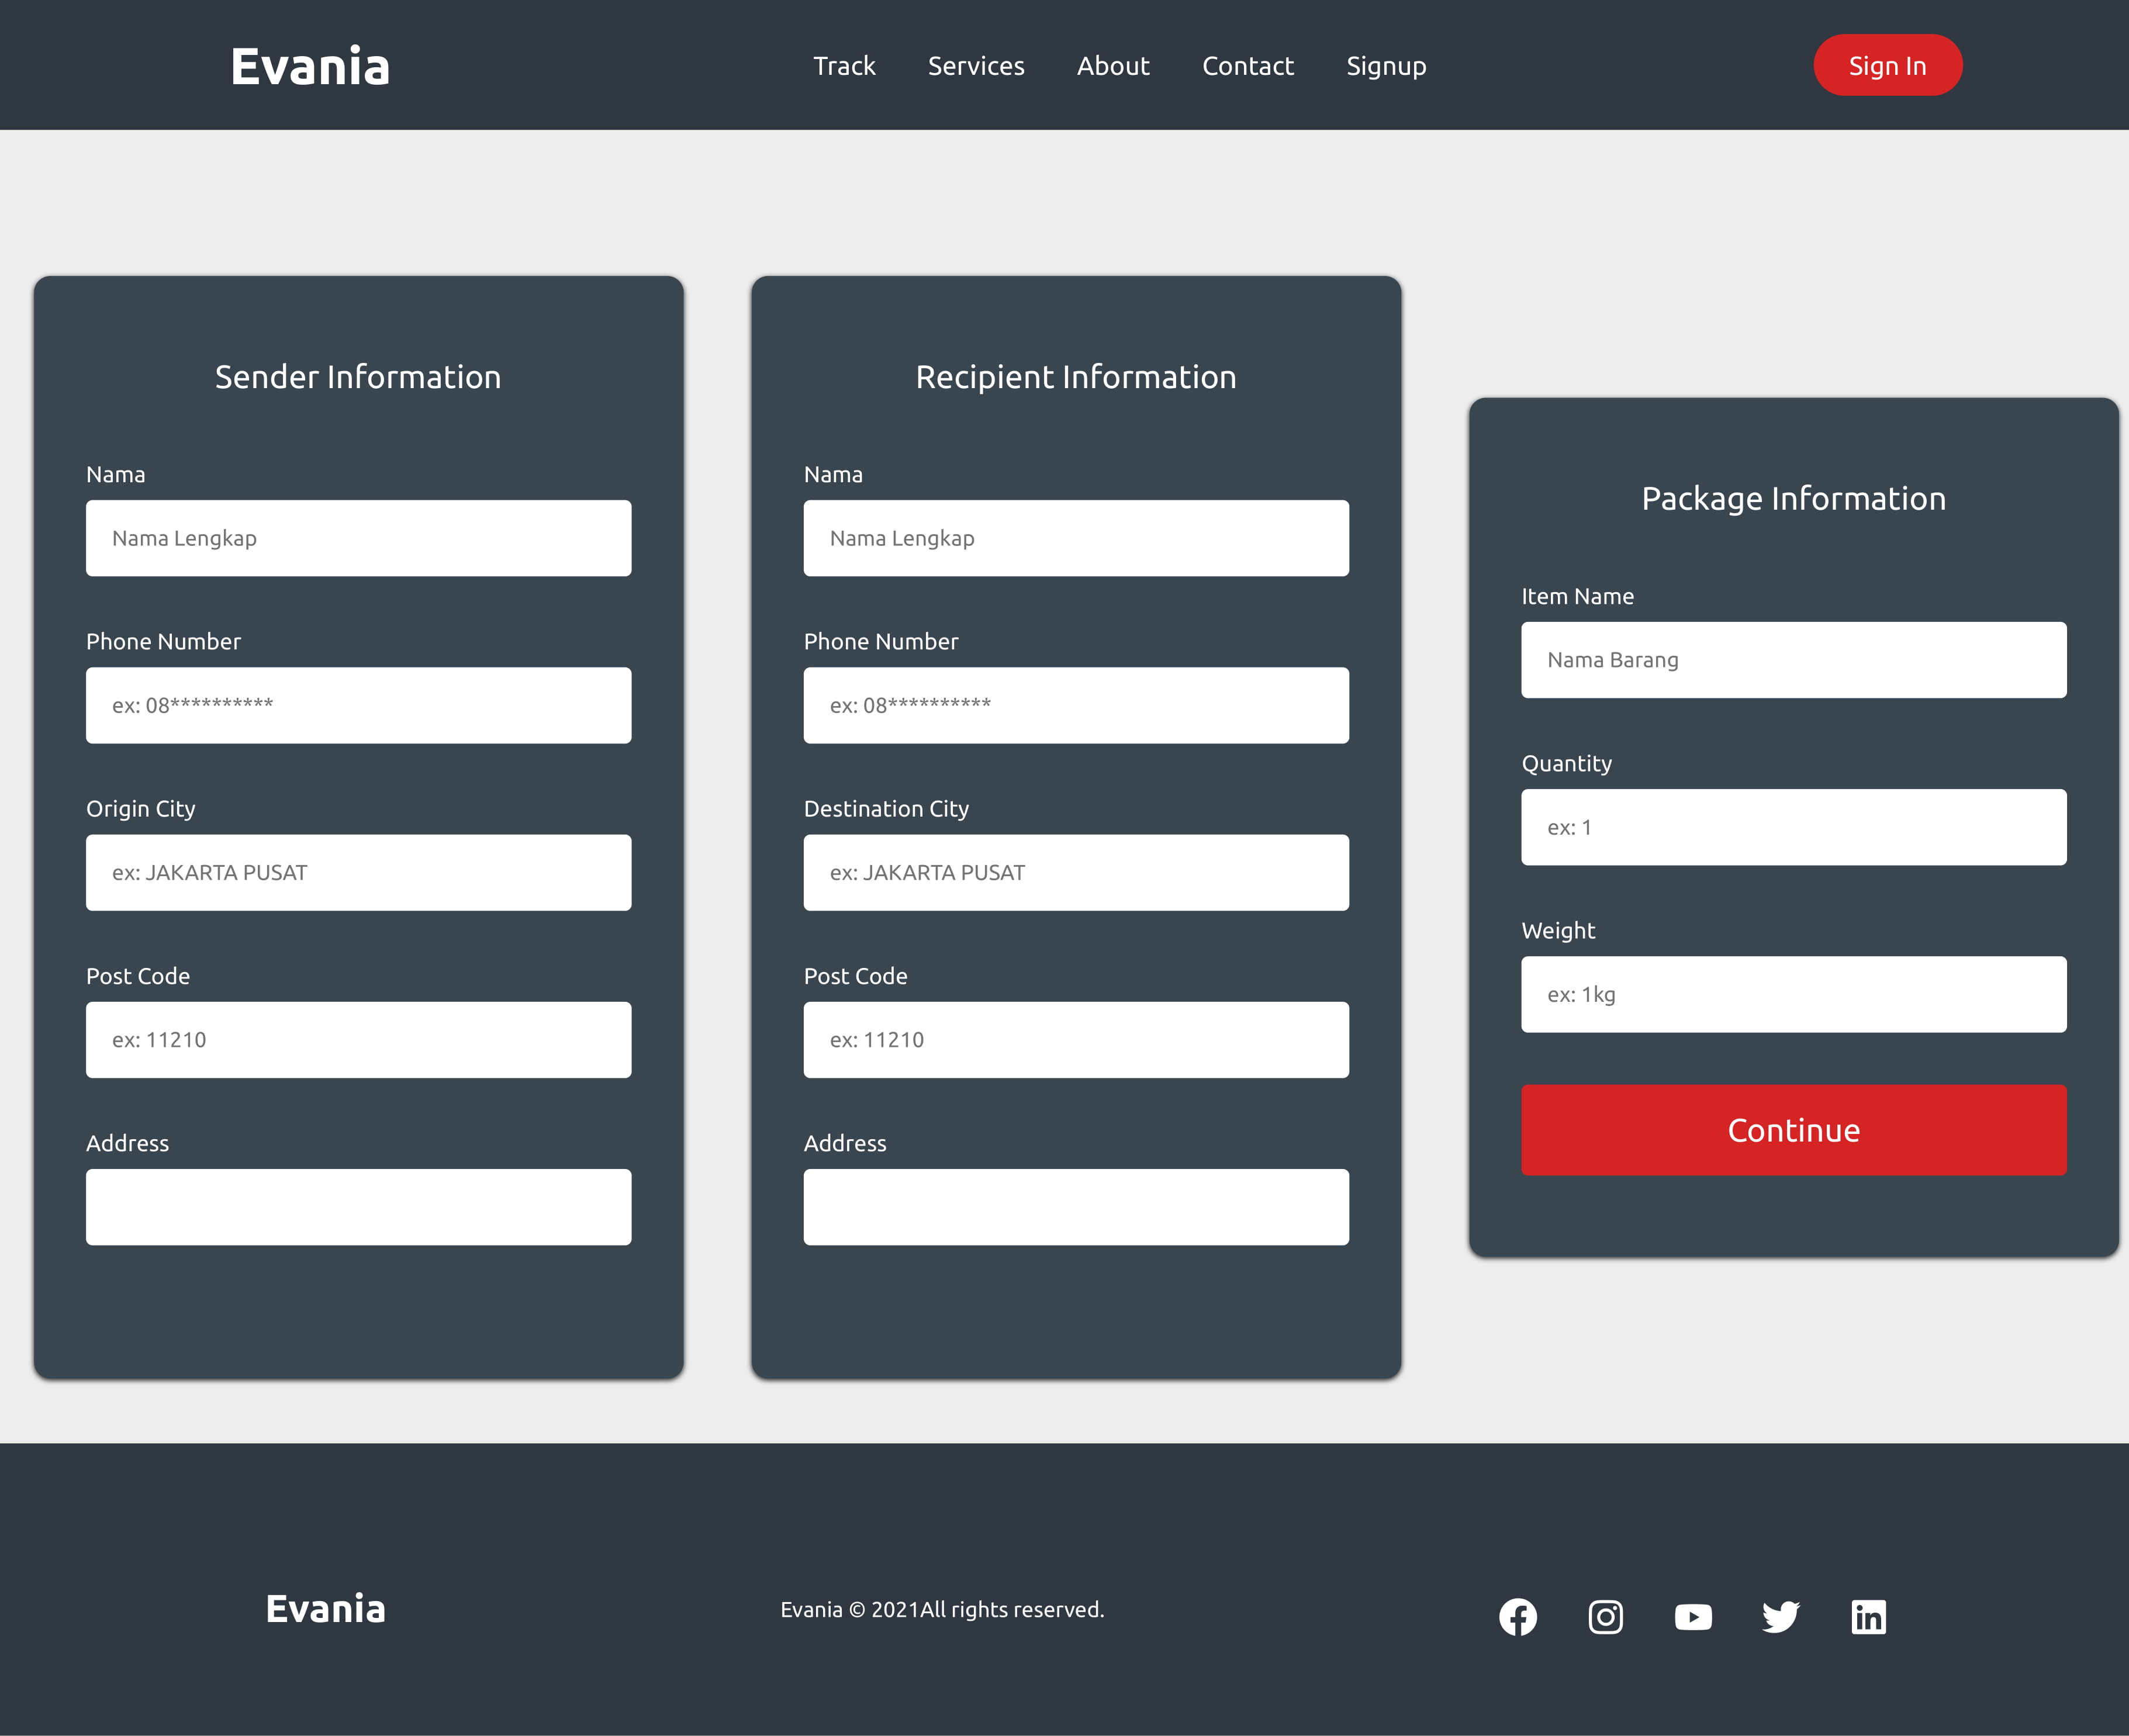 Evania
Track
Services
About
Contact
Signup
Sign In
Sender Information
Nama
Nama Lengkap
Phone Number
ex: 08**********
Origin City
ex: JAKARTA PUSAT
Post Code
ex: 11210
Address
Recipient Information
Nama
Nama Lengkap
Phone Number
ex: 08**********
Destination City
ex: JAKARTA PUSAT
Post Code
ex: 11210
Address
Package Information
Item Name
Nama Barang
Quantity
ex: 1
Weight
ex: 1kg
Continue
Evania
Evania © 2021All rights reserved.